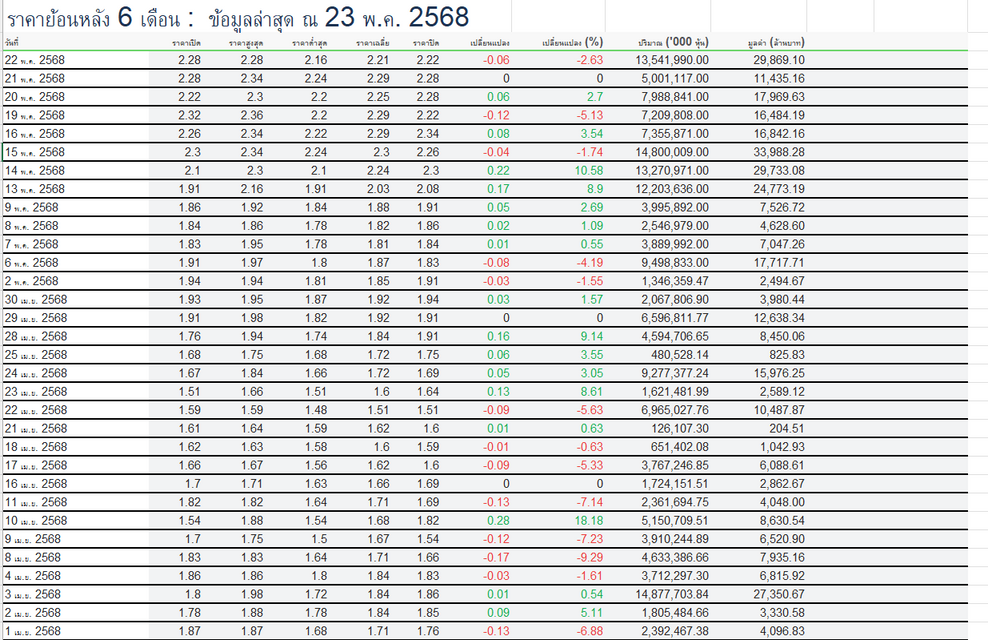 ราคาย้อนหลัง 6 เดือน : ข้อมูลล่าสุด ณ 23 พ.ค. 2568
วันที่ ราคาเปิด ราคาสูงสุด ราคาต่ำสุด ราคาเฉลี่ย ราคาปิด เปลี่ยนแปลง เปลี่ยนแปลง (%) ปริมาณ ('000 หุ้น) มูลค่า (ล้านบาท)
22 พ.ค. 2568 2.28 2.28 2.16 2.21 2.22 -0.06 -2.63 13,541,990.00 29,869.10
21 พ.ค. 2568 2.28 2.34 2.24 2.29 2.28 0 0 5,001,117.00 11,435.16
20 พ.ค. 2568 2.22 2.3 2.2 2.25 2.28 0.06 2.7 7,988,841.00 17,969.63
19 พ.ค. 2568 2.32 2.36 2.2 2.29 2.22 -0.12 -5.13 7,209,808.00 16,484.19
16 พ.ค. 2568 2.26 2.34 2.22 2.29 2.34 0.08 3.54 7,355,871.00 16,842.16
15 พ.ค. 2568 2.3 2.34 2.24 2.3 2.26 -0.04 -1.74 14,800,009.00 33,988.28
14 พ.ค. 2568 2.1 2.3 2.1 2.24 2.3 0.22 10.58 13,270,971.00 29,733.08
13 พ.ค. 2568 1.91 2.16 1.91 2.03 2.08 0.17 8.9 12,203,636.00 24,773.19
9 พ.ค. 2568 1.86 1.92 1.84 1.88 1.91 0.05 2.69 3,995,892.00 7,526.72
8 พ.ค. 2568 1.84 1.86 1.78 1.82 1.86 0.02 1.09 2,546,979.00 4,628.60
7 พ.ค. 2568 1.83 1.95 1.78 1.81 1.84 0.01 0.55 3,889,992.00 7,047.26
6 พ.ค. 2568 1.91 1.97 1.8 1.87 1.83 -0.08 -4.19 9,498,833.00 17,717.71
2 พ.ค. 2568 1.94 1.94 1.81 1.85 1.91 -0.03 -1.55 1,346,359.47 2,494.67
30 เม.ย. 2568 1.93 1.95 1.87 1.92 1.94 0.03 1.57 2,067,806.90 3,980.44
29 เม.ย. 2568 1.91 1.98 1.82 1.92 1.91 0 0 6,596,811.77 12,638.34
28 เม.ย. 2568 1.76 1.94 1.74 1.84 1.91 0.16 9.14 4,594,706.65 8,450.06
25 เม.ย. 2568 1.68 1.75 1.68 1.72 1.75 0.06 3.55 480,528.14 825.83
24 เม.ย. 2568 1.67 1.84 1.66 1.72 1.69 0.05 3.05 9,277,377.24 15,976.25
23 เม.ย. 2568 1.51 1.66 1.51 1.6 1.64 0.13 8.61 1,621,481.99 2,589.12
22 เม.ย. 2568 1.59 1.59 1.48 1.51 1.51 -0.09 -5.63 6,965,027.76 10,487.87
21 เม.ย. 2568 1.61 1.64 1.59 1.62 1.6 0.01 0.63 126,107.30 204.51
18 เม.ย. 2568 1.62 1.63 1.58 1.6 1.59 -0.01 -0.63 651,402.08 1,042.93
17 เม.ย. 2568 1.66 1.67 1.56 1.62 1.6 -0.09 -5.33 3,767,246.85 6,088.61
16 เม.ย. 2568 1.7 1.71 1.63 1.66 1.69 0 0 1,724,151.51 2,862.67
11 เม.ย. 2568 1.82 1.82 1.64 1.71 1.69 -0.13 -7.14 2,361,694.75 4,048.00
10 เม.ย. 2568 1.54 1.88 1.54 1.68 1.82 0.28 18.18 5,150,709.51 8,630.54
9 เม.ย. 2568 1.7 1.75 1.5 1.67 1.54 -0.12 -7.23 3,910,244.89 6,520.90
8 เม.ย. 2568 1.83 1.83 1.64 1.71 1.66 -0.17 -9.29 4,633,386.66 7,935.16
4 เม.ย. 2568 1.86 1.86 1.8 1.84 1.83 -0.03 -1.61 3,712,297.30 6,815.92
3 เม.ย. 2568 1.8 1.98 1.72 1.84 1.86 0.01 0.54 14,877,703.84 27,350.67
2 เม.ย. 2568 1.78 1.88 1.78 1.84 1.85 0.09 5.11 1,805,484.66 3,330.58
1 เม.ย. 2568 1.87 1.87 1.68 1.71 1.76 -0.13 -6.88 2,392,467.38 4,096.83